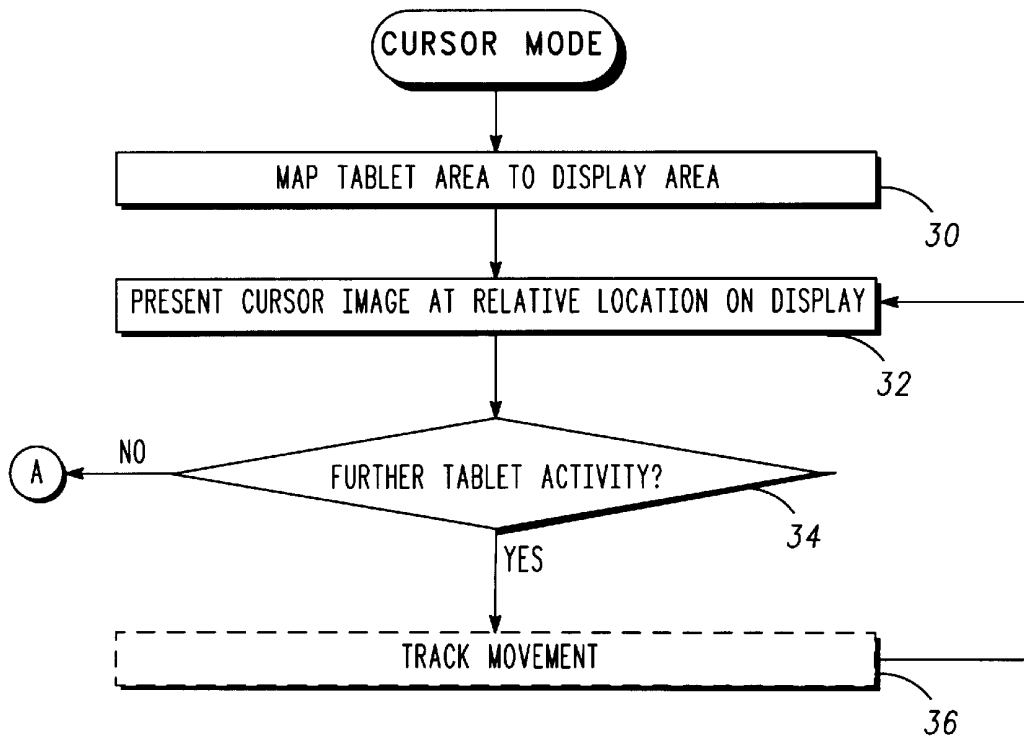 CURSOR MODE
MAP TABLET AREA TO DISPLAY AREA
30
PRESENT CURSOR IMAGE AT RELATIVE LOCATION ON DISPLAY
32
A
NO
FURTHER TABLET ACTIVITY?
34
YES
TRACK MOVEMENT
36